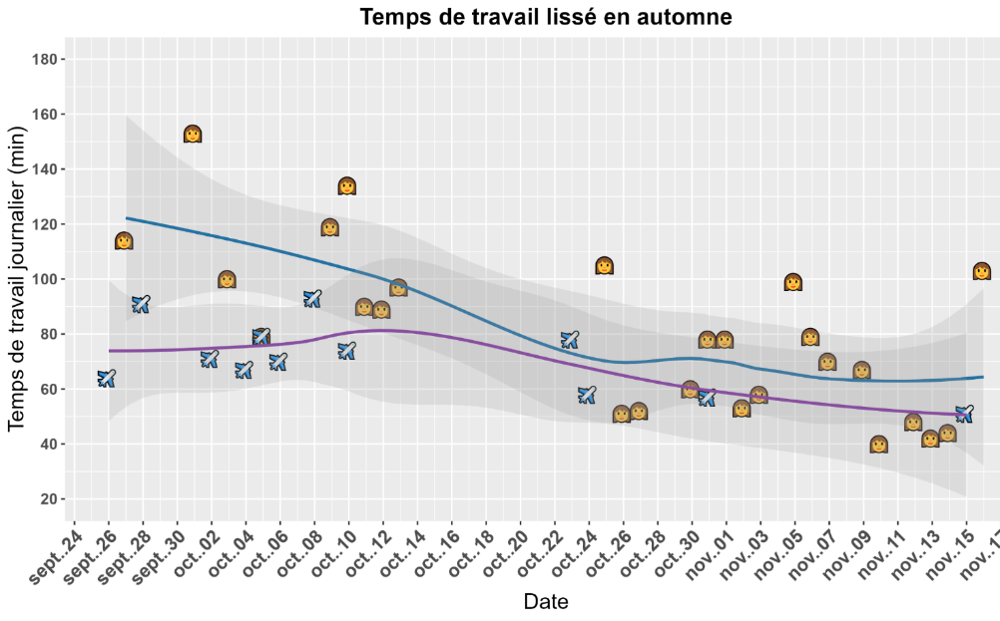 Temps de travail lissé en automne
Temps de travail journalier (min)
180
160
140
120
100
80
60
40
20
sept..24
sept..26
sept..28
sept..30
oct..02
oct..04
oct..06
oct..08
oct..10
oct..12
oct..14
oct..16
oct..18
oct..20
oct..22
oct..24
oct..26
oct..28
oct..30
nov..01
nov..03
nov..05
nov..07
nov..09
nov..11
nov..13
nov..15
Date